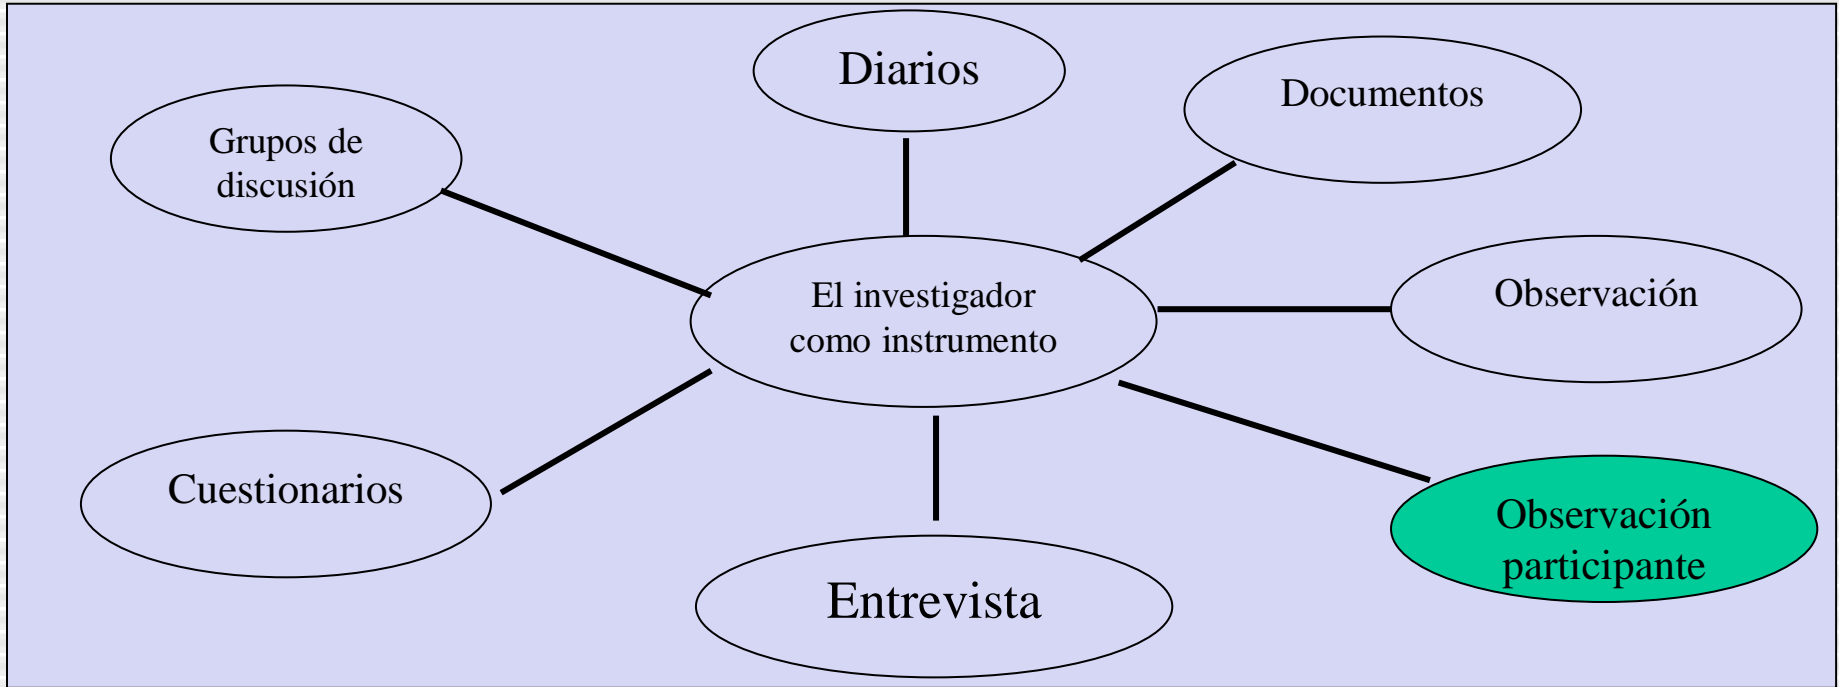 Diarios
Documentos
Grupos de
discusión
El investigador
como instrumento
Observación
Cuestionarios
Observación
participante
Entrevista